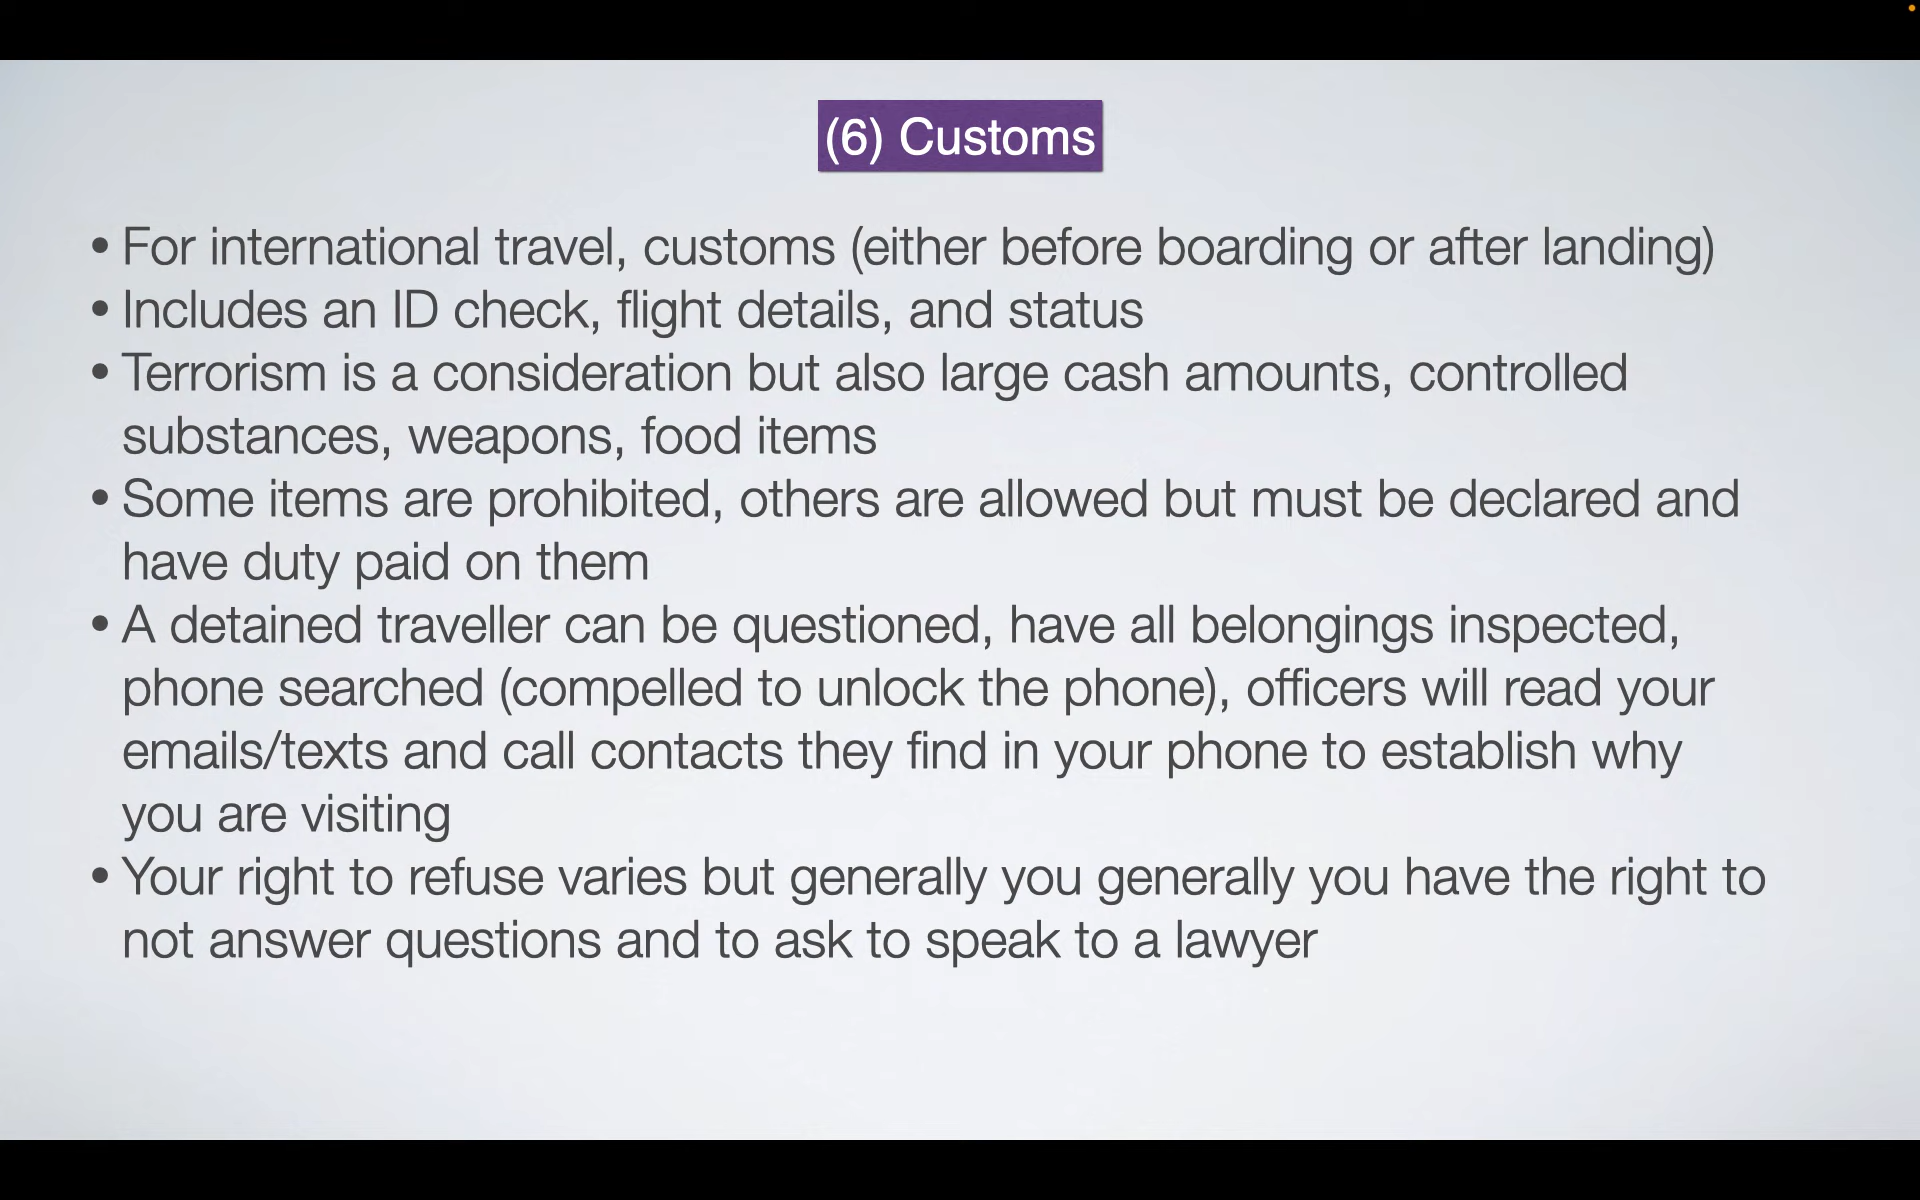 (6) Customs
• For international travel, customs (either before boarding or after landing)
• Includes an ID check, flight details, and status
• Terrorism is a consideration but also large cash amounts, controlled
substances, weapons, food items
• Some items are prohibited, others are allowed but must be declared and
have duty paid on them
• A detained traveller can be questioned, have all belongings inspected,
phone searched (compelled to unlock the phone), officers will read your
emails/texts and call contacts they find in your phone to establish why
you are visiting
• Your right to refuse varies but generally you generally you have the right to
not answer questions and to ask to speak to a lawyer